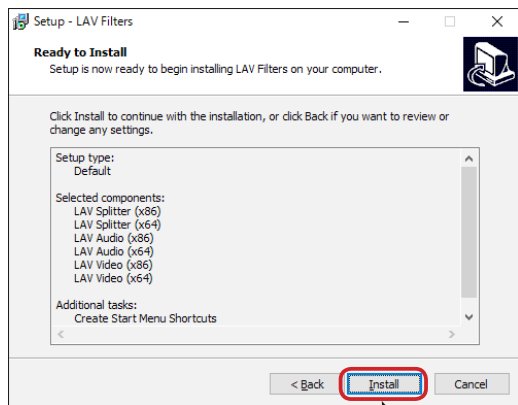 Setup - LAV Filters
Ready to Install
Setup is now ready to begin installing LAV Filters on your computer.
Click Install to continue with the installation, or click Back if you want to review or
change any settings.
Setup type:
Default
Selected components:
LAV Splitter (x86)
LAV Splitter (x64)
LAV Audio (x86)
LAV Audio (x64)
LAV Video (x86)
LAV Video (x64)
Additional tasks:
Create Start Menu Shortcuts
< Back Install Cancel